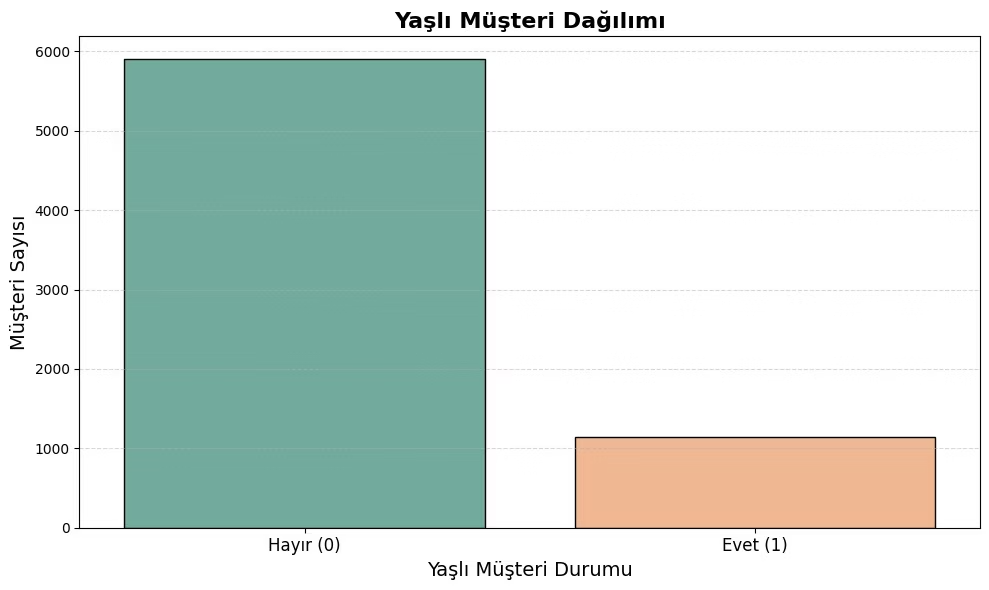 Yaşlı Müşteri Dağılımı
6000
5000
4000
3000
2000
1000
0
Müşteri Sayısı
Hayır (0)
Evet (1)
Yaşlı Müşteri Durumu